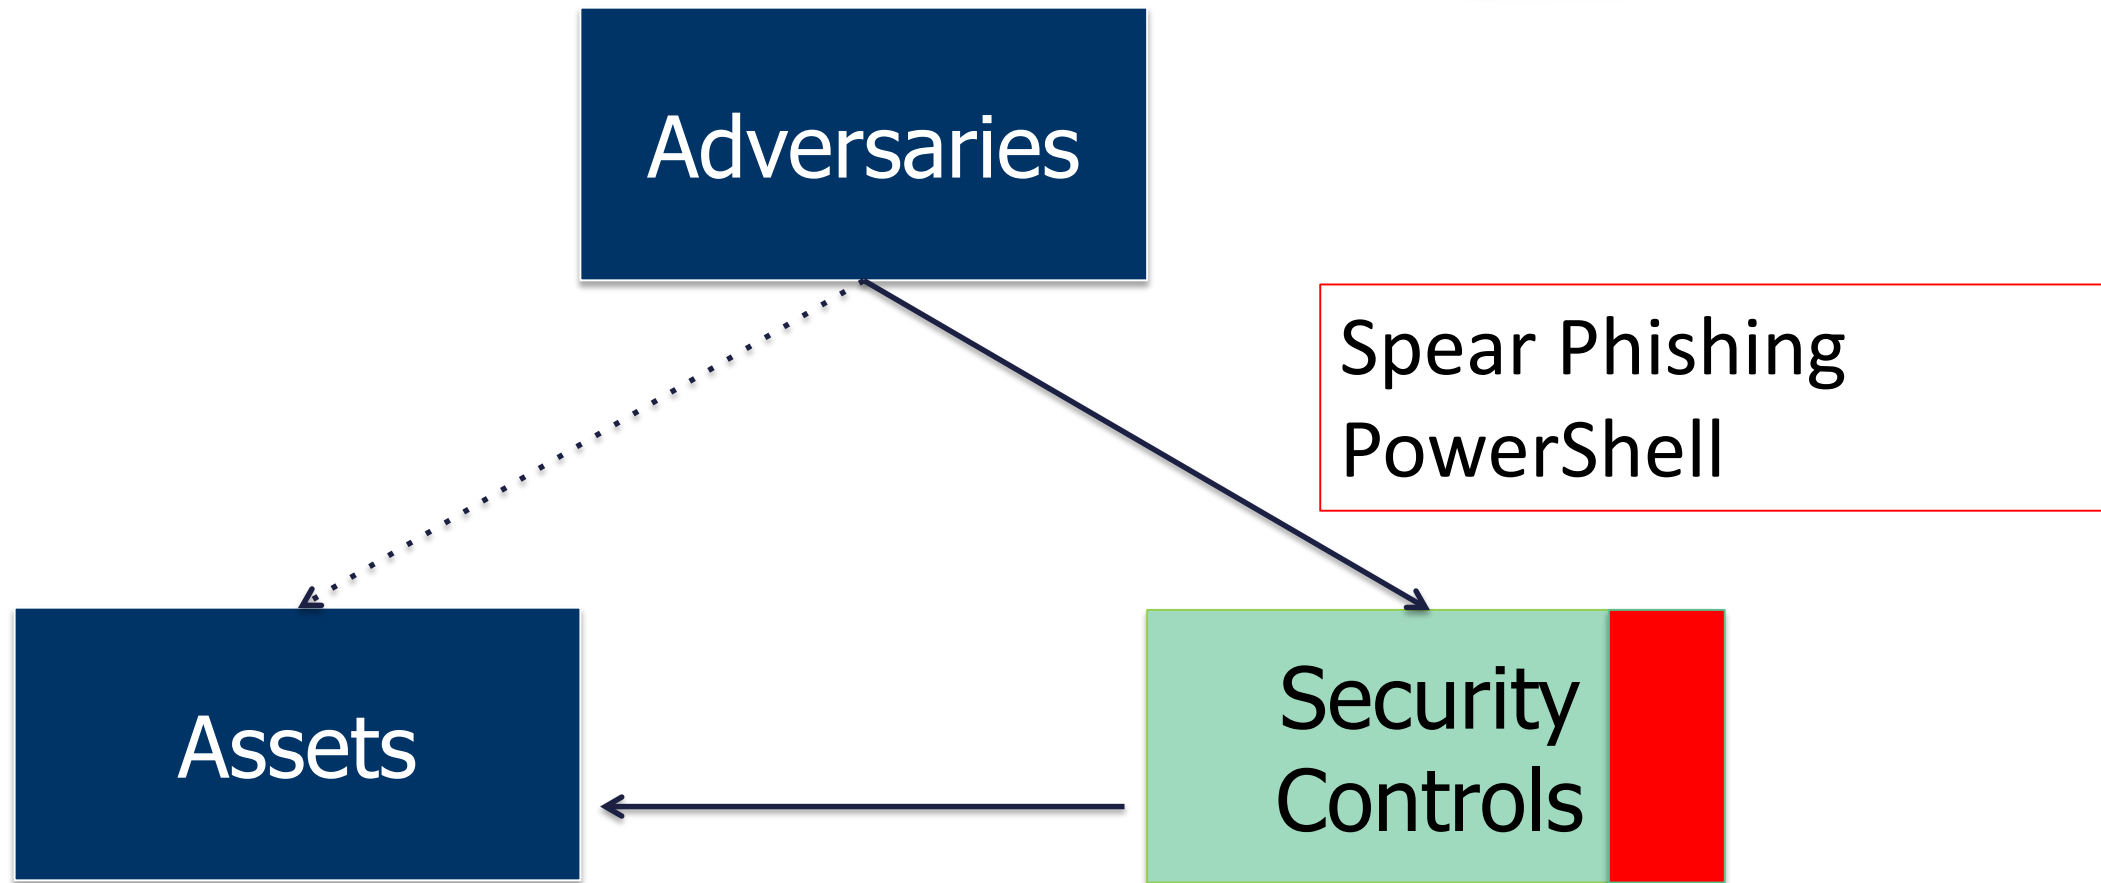 Adversaries
Spear Phishing
PowerShell
Assets
Security
Controls